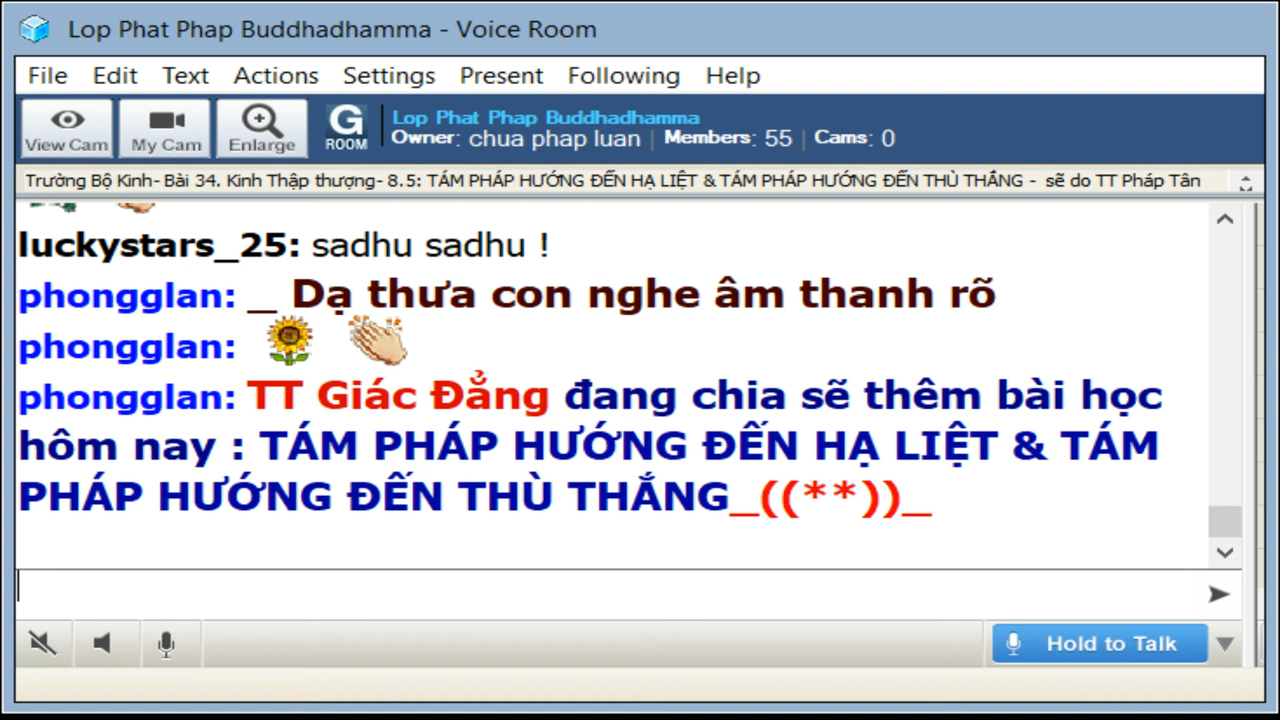 Lop Phat Phap Buddhadhamma - Voice Room
File Edit Text Actions Settings Present Following Help
View Cam My Cam Enlarge G ROOM
Lop Phat Phap Buddhadhamma
Owner: chua phap luan | Members: 55 | Cams: 0
Trường Bộ Kinh- Bài 34. Kinh Thập thượng- 8.5: TÁM PHÁP HƯỚNG ĐẾN HẠ LIỆT & TÁM PHÁP HƯỚNG ĐẾN THÙ THẮNG - sẽ do TT Pháp Tân
luckystars_25: sadhu sadhu !
phongglan: _ Dạ thưa con nghe âm thanh rõ
phongglan:
phongglan: TT Giác Đẳng đang chia sẽ thêm bài học
hôm nay : TÁM PHÁP HƯỚNG ĐẾN HẠ LIỆT & TÁM
PHÁP HƯỚNG ĐẾN THÙ THẮNG_((**))_
Hold to Talk